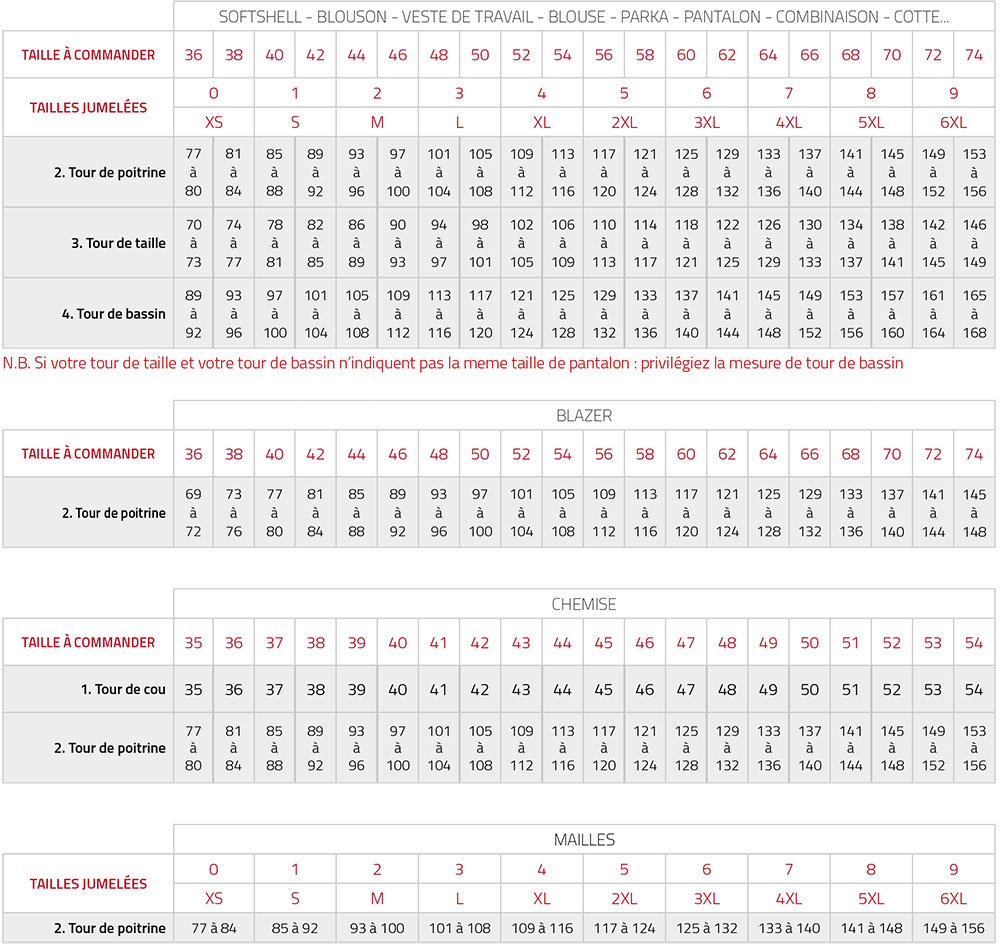 SOFTSHELL - BLOUSON - VESTE DE TRAVAIL - BLOUSE - PARKA - PANTALON - COMBINAISON - COTTE...
TAILLE À COMMANDER 36 38 40 42 44 46 48 50 52 54 56 58 60 62 64 66 68 70 72 74
TAILLES JUMELÉES
0 1 2 3 4 5 6 7 8 9
XS S M L XL 2XL 3XL 4XL 5XL 6XL
77 81 85 89 93 97 101 105 109 113 117 121 125 129 133 137 141 145 149 153
2. Tour de poitrine à à à à à à à à à à à à à à à à à à à à
80 84 88 92 96 100 104 108 112 116 120 124 128 132 136 140 144 148 152 156
70 74 78 82 86 90 94 98 102 106 110 114 118 122 126 130 134 138 142 146
3. Tour de taille à à à à à à à à à à à à à à à à à à à à
73 77 81 85 89 93 97 101 105 109 113 117 121 125 129 133 137 141 145 149
89 93 97 101 105 109 113 117 121 125 129 133 137 141 145 149 153 157 161 165
4. Tour de bassin à à à à à à à à à à à à à à à à à à à à
92 96 100 104 108 112 116 120 124 128 132 136 140 144 148 152 156 160 164 168
N.B. Si votre tour de taille et votre tour de bassin n’indiquent pas la meme taille de pantalon : privilégiez la mesure de tour de bassin
BLAZER
TAILLE À COMMANDER 36 38 40 42 44 46 48 50 52 54 56 58 60 62 64 66 68 70 72 74
69 73 77 81 85 89 93 97 101 105 109 113 117 121 125 129 133 137 141 145
2. Tour de poitrine à à à à à à à à à à à à à à à à à à à à
72 76 80 84 88 92 96 100 104 108 112 116 120 124 128 132 136 140 144 148
CHEMISE
TAILLE À COMMANDER 35 36 37 38 39 40 41 42 43 44 45 46 47 48 49 50 51 52 53 54
1. Tour de cou 35 36 37 38 39 40 41 42 43 44 45 46 47 48 49 50 51 52 53 54
77 81 85 89 93 97 101 105 109 113 117 121 125 129 133 137 141 145 149 153
2. Tour de poitrine à à à à à à à à à à à à à à à à à à à à
80 84 88 92 96 100 104 108 112 116 120 124 128 132 136 140 144 148 152 156
MAILLES
TAILLES JUMELÉES
0 1 2 3 4 5 6 7 8 9
XS S M L XL 2XL 3XL 4XL 5XL 6XL
2. Tour de poitrine 77 à 84 85 à 92 93 à 100 101 à 108 109 à 116 117 à 124 125 à 132 133 à 140 141 à 148 149 à 156